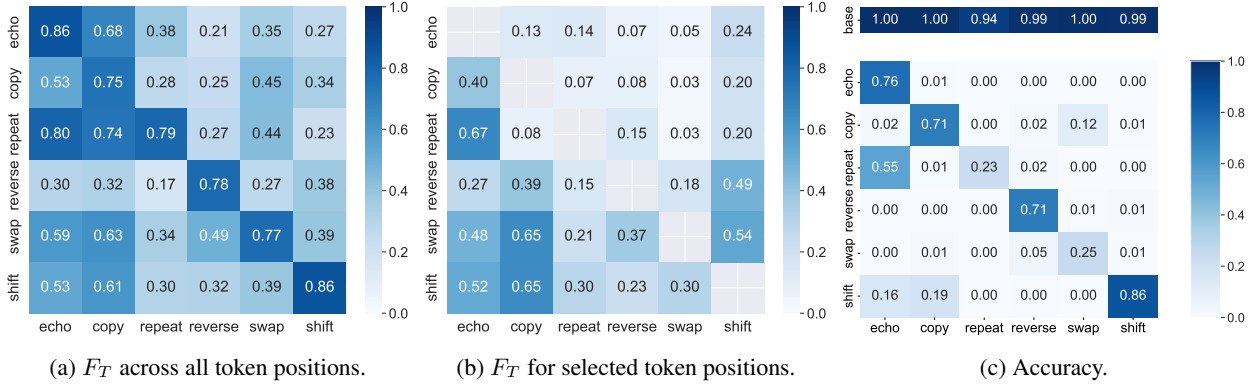 echo 0.86 0.68 0.38 0.21 0.35 0.27
copy 0.53 0.75 0.28 0.25 0.45 0.34
repeat 0.80 0.74 0.79 0.27 0.44 0.23
reverse 0.30 0.32 0.17 0.78 0.27 0.38
swap 0.59 0.63 0.34 0.49 0.77 0.39
shift 0.53 0.61 0.30 0.32 0.39 0.86
echo copy repeat reverse swap shift
1.0
0.8
0.6
0.4
0.2
0.0
(a) F_T across all token positions.
echo 0.13 0.14 0.07 0.05 0.24
copy 0.40 0.07 0.08 0.03 0.20
repeat 0.67 0.08 0.15 0.03 0.20
reverse 0.27 0.39 0.15 0.18 0.49
swap 0.48 0.65 0.21 0.37 0.54
shift 0.52 0.65 0.30 0.23 0.30
echo copy repeat reverse swap shift
1.0
0.8
0.6
0.4
0.2
0.0
(b) F_T for selected token positions.
base 1.00 1.00 0.94 0.99 1.00 0.99
echo 0.76 0.01 0.00 0.00 0.00 0.00
copy 0.02 0.71 0.00 0.02 0.12 0.01
repeat 0.55 0.01 0.23 0.02 0.00 0.00
reverse 0.00 0.00 0.00 0.71 0.01 0.01
swap 0.00 0.01 0.00 0.05 0.25 0.01
shift 0.16 0.19 0.00 0.00 0.00 0.86
echo copy repeat reverse swap shift
1.0
0.8
0.6
0.4
0.2
0.0
(c) Accuracy.